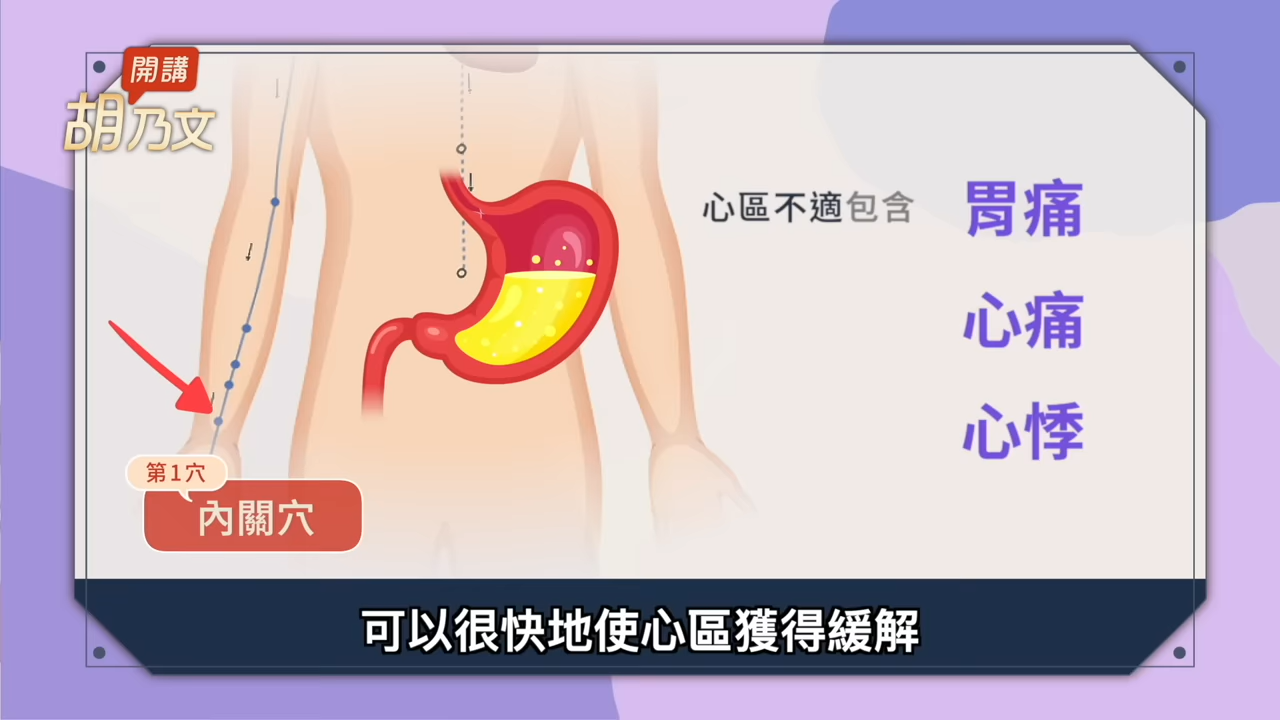 開講
胡乃文
心區不適包含
胃痛
心痛
心悸
第1穴
內關穴
可以很快地使心區獲得緩解